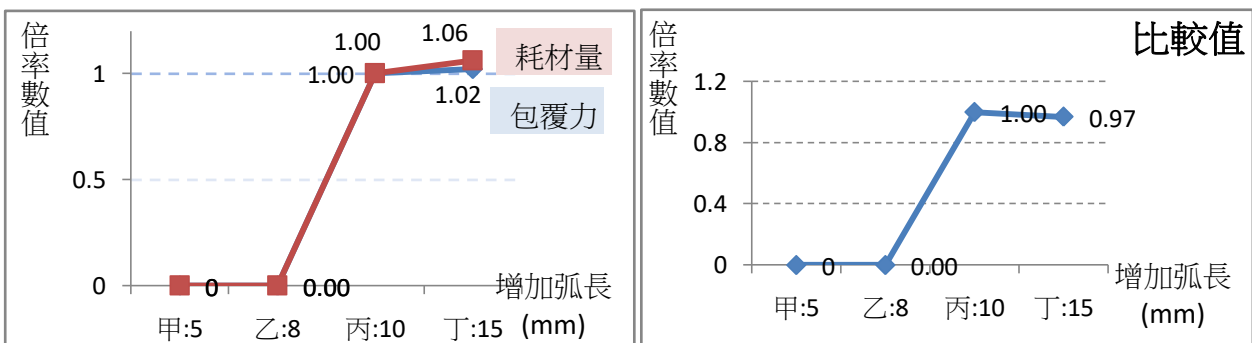 倍率數值
1.00
1.06
耗材量
1
1.00
1.02
包覆力
0.5
0
0
0.00
增加弧長
甲:5
乙:8
丙:10
丁:15
(mm)
倍率數值
比較值
1.2
1.00
0.97
0.8
0.4
0
0
0.00
增加弧長
甲:5
乙:8
丙:10
丁:15
(mm)